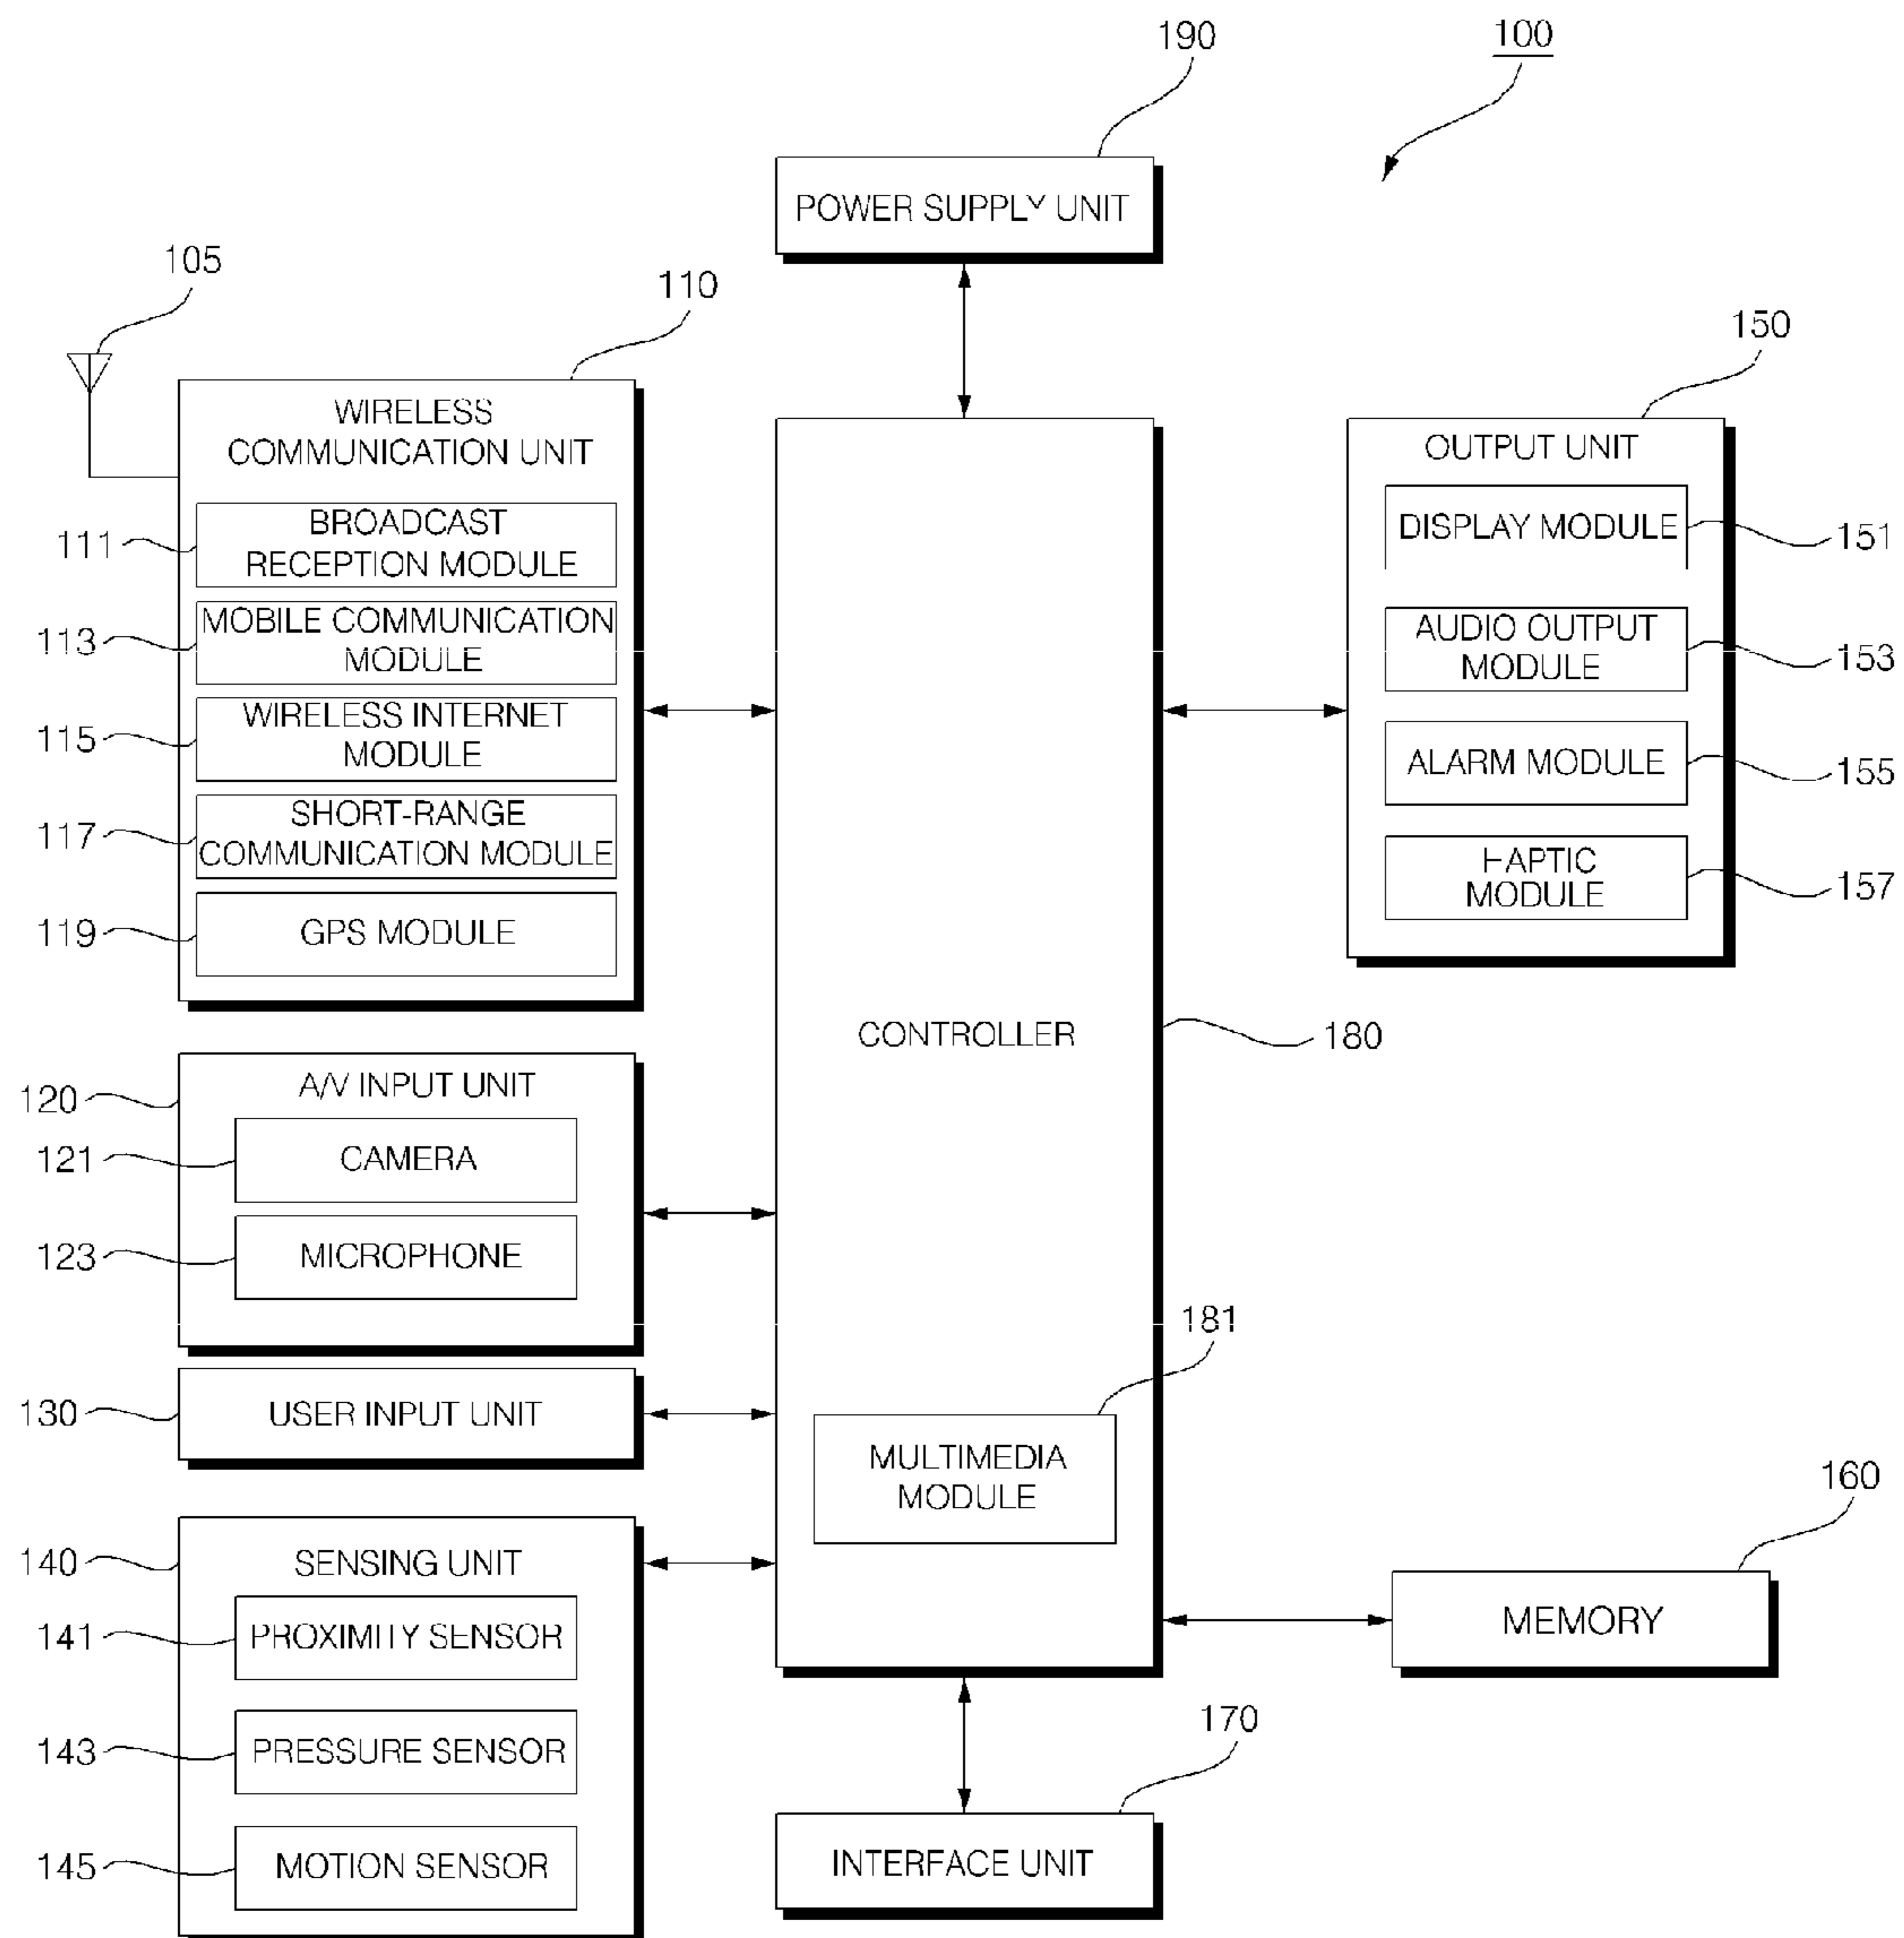 190
100
POWER SUPPLY UNIT
105
110
150
WIRELESS
COMMUNICATION UNIT
OUTPUT UNIT
111
BROADCAST
RECEPTION MODULE
DISPLAY MODULE
151
113
MOBILE COMMUNICATION
MODULE
AUDIO OUTPUT
MODULE
153
115
WIRELESS INTERNET
MODULE
ALARM MODULE
155
117
SHORT-RANGE
COMMUNICATION MODULE
HAPTIC
MODULE
157
119
GPS MODULE
CONTROLLER
180
120
A/V INPUT UNIT
121
CAMERA
123
MICROPHONE
181
130
USER INPUT UNIT
MULTIMEDIA
MODULE
160
140
SENSING UNIT
MEMORY
141
PROXIMITY SENSOR
143
PRESSURE SENSOR
170
145
MOTION SENSOR
INTERFACE UNIT